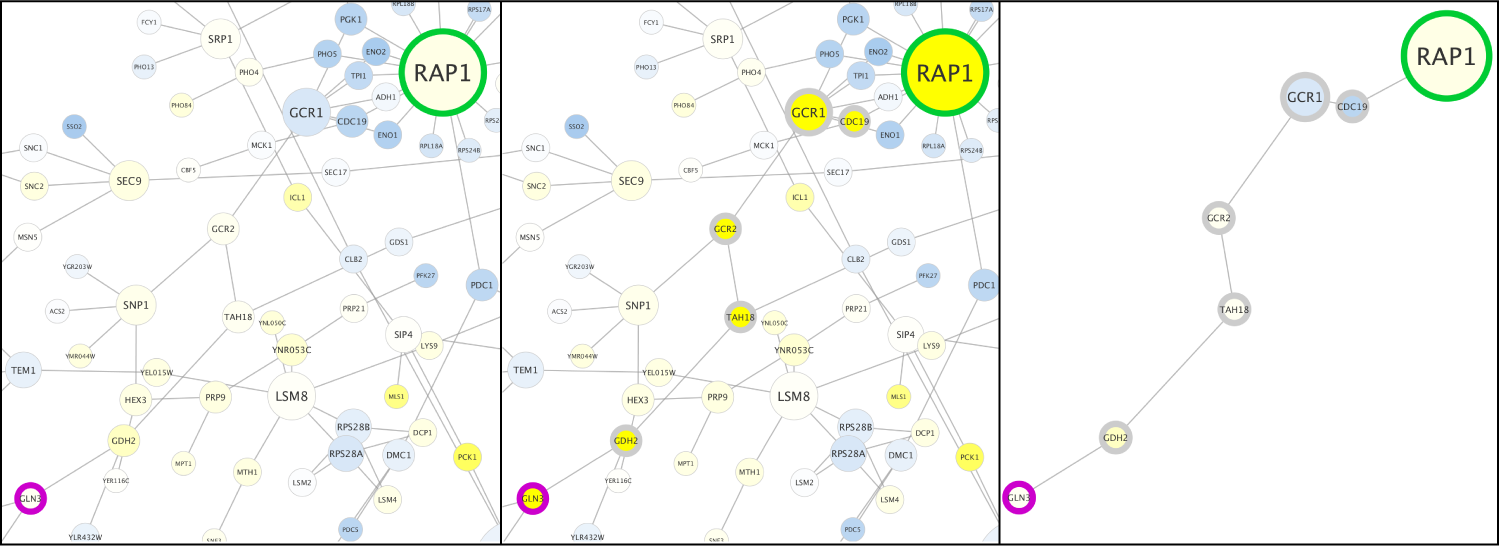 RPL18B
RPS17A
FCY1
PGK1
SRP1
PHO5
ENO2
PHO13
PHO4
TPI1
RAP1
ADH1
PHO84
GCR1
CDC19
SSO2
ENO1
MCK1
RPL18A
RPS24B
SNC1
CBF5
SEC17
SNC2
SEC9
ICL1
MSN5
GCR2
GDS1
CLB2
YGR203W
PFK27
PDC1
SNP1
ACS2
PRP21
TAH18
YNL050C
SIP4
LYS9
YMR044W
YNR053C
TEM1
YEL015W
HEX3
PRP9
LSM8
MLS1
RPS28B
DCP1
GDH2
RPS28A
DMC1
PCK1
MPT1
MTH1
YER116C
LSM2
GLN3
LSM4
PDC5
YLR432W
RPL18B
RPS17A
FCY1
PGK1
SRP1
PHO5
ENO2
PHO13
PHO4
TPI1
RAP1
ADH1
PHO84
GCR1
CDC19
SSO2
ENO1
MCK1
RPL18A
RPS24B
SNC1
CBF5
SEC17
SNC2
SEC9
ICL1
MSN5
GCR2
GDS1
CLB2
YGR203W
PFK27
PDC1
SNP1
ACS2
PRP21
TAH18
YNL050C
SIP4
LYS9
YMR044W
YNR053C
TEM1
YEL015W
HEX3
PRP9
LSM8
MLS1
RPS28B
DCP1
GDH2
RPS28A
DMC1
PCK1
MPT1
MTH1
YER116C
LSM2
GLN3
LSM4
PDC5
YLR432W
RAP1
GCR1
CDC19
GCR2
TAH18
GDH2
GLN3